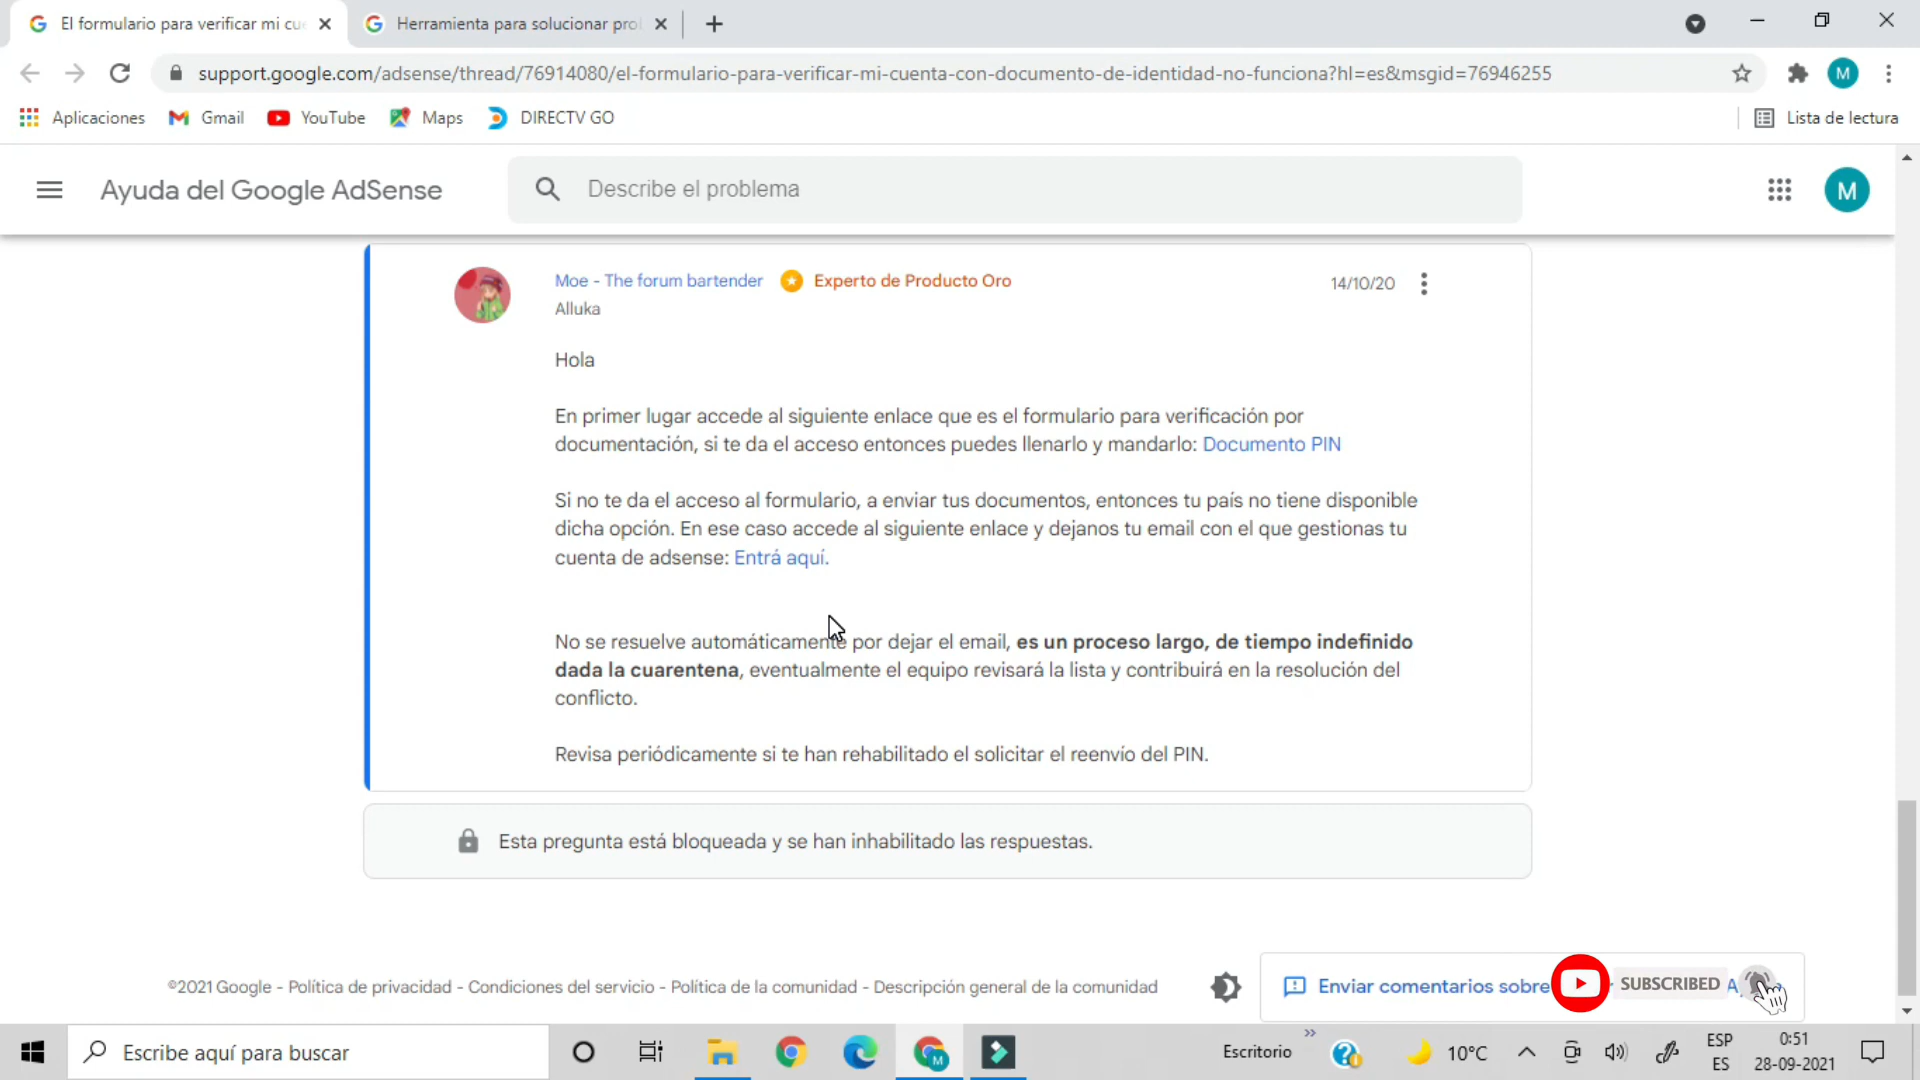 El formulario para verificar mi cue
Herramienta para solucionar pro
support.google.com/adsense/thread/76914080/el-formulario-para-verificar-mi-cuenta-con-documento-de-identidad-no-funciona?hl=es&msgid=76946255
M
Aplicaciones
Gmail
YouTube
Maps
DIRECTV GO
Lista de lectura
Ayuda del Google AdSense
Describe el problema
M
Moe - The forum bartender
Experto de Producto Oro
14/10/20
Alluka
Hola
En primer lugar accede al siguiente enlace que es el formulario para verificación por
documentación, si te da el acceso entonces puedes llenarlo y mandarlo: Documento PIN
Si no te da el acceso al formulario, a enviar tus documentos, entonces tu país no tiene disponible
dicha opción. En ese caso accede al siguiente enlace y dejanos tu email con el que gestionas tu
cuenta de adsense: Entrá aquí.
No se resuelve automáticamente por dejar el email, es un proceso largo, de tiempo indefinido
dada la cuarentena, eventualmente el equipo revisará la lista y contribuirá en la resolución del
conflicto.
Revisa periódicamente si te han rehabilitado el solicitar el reenvío del PIN.
Esta pregunta está bloqueada y se han inhabilitado las respuestas.
©2021 Google - Política de privacidad - Condiciones del servicio - Política de la comunidad - Descripción general de la comunidad
Enviar comentarios sobre
SUBSCRIBED
Escribe aquí para buscar
M
Escritorio
10°C
ESP
ES
0:51
28-09-2021